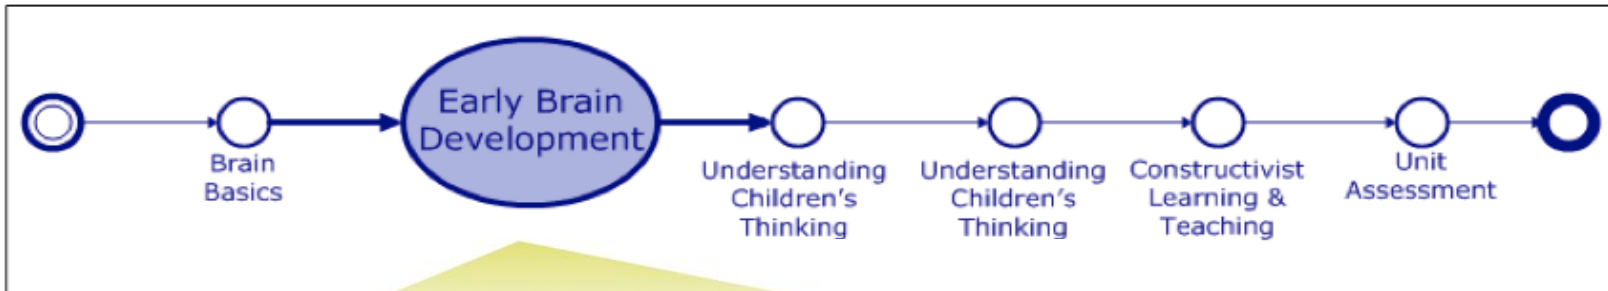 Early Brain
Development
Brain
Basics
Understanding
Children's
Thinking
Understanding
Children's
Thinking
Constructivist
Learning &
Teaching
Unit
Assessment